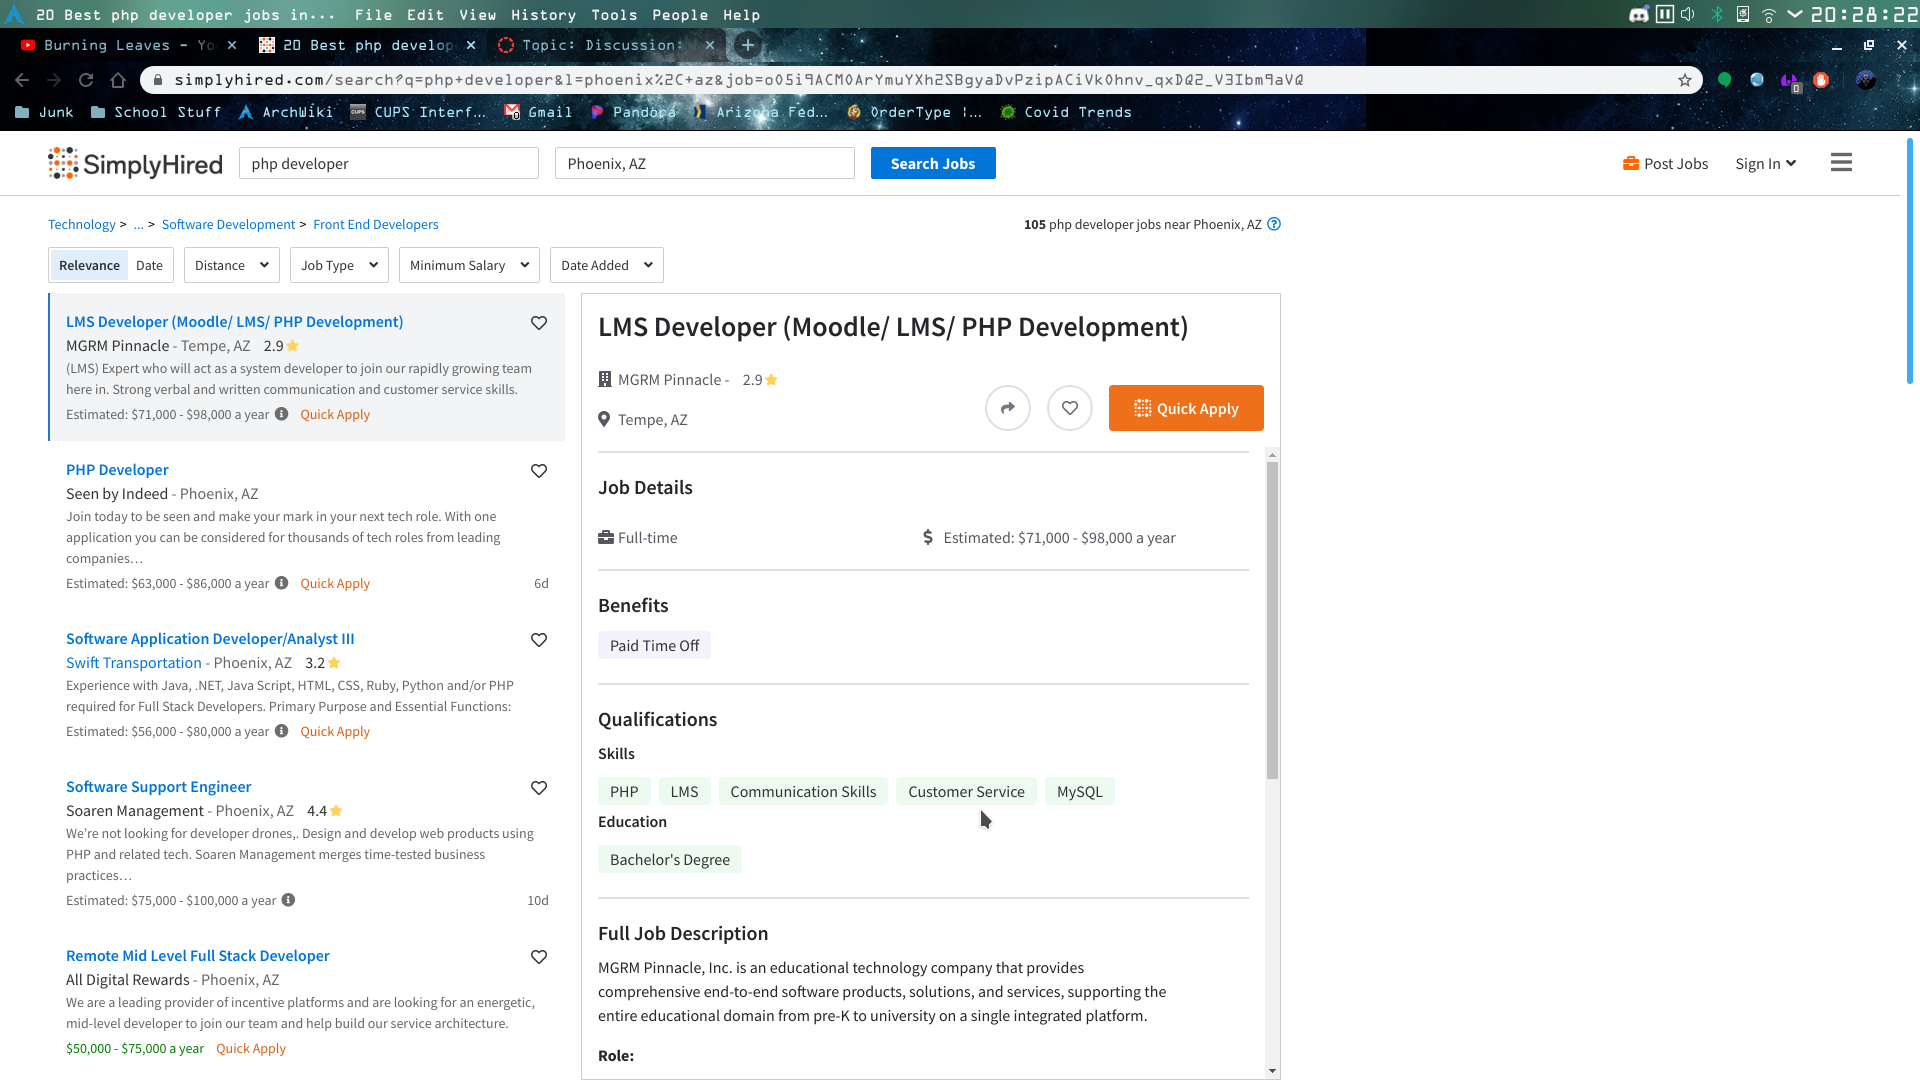 20 Best php developer jobs in... File Edit View History Tools People Help 20:28:22
Burning Leaves - Yo 20 Best php develop Topic: Discussion:
simplyhired.com/search?q=php+developer&l=phoenix%2C+az&job=
Junk School Stuff ArchWiki CUPS Interf... Gmail Pandora Arizona Fed... OrderType |... Covid Trends
SimplyHired php developer Phoenix, AZ Search Jobs Post Jobs Sign In
Technology > ... > Software Development > Front End Developers 105 php developer jobs near Phoenix, AZ
Relevance Date Distance Job Type Minimum Salary Date Added
LMS Developer (Moodle/ LMS/ PHP Development)
MGRM Pinnacle - Tempe, AZ 2.9
(LMS) Expert who will act as a system developer to join our rapidly growing team
here in. Strong verbal and written communication and customer service skills.
Estimated: $71,000 - $98,000 a year Quick Apply
PHP Developer
Seen by Indeed - Phoenix, AZ
Join today to be seen and make your mark in your next tech role. With one
application you can be considered for thousands of tech roles from leading
companies…
Estimated: $63,000 - $86,000 a year Quick Apply 6d
Software Application Developer/Analyst III
Swift Transportation - Phoenix, AZ 3.2
Experience with Java, .NET, Java Script, HTML, CSS, Ruby, Python and/or PHP
required for Full Stack Developers. Primary Purpose and Essential Functions:
Estimated: $56,000 - $80,000 a year Quick Apply
Software Support Engineer
Soaren Management - Phoenix, AZ 4.4
We're not looking for developer drones,. Design and develop web products using
PHP and related tech. Soaren Management merges time-tested business
practices…
Estimated: $75,000 - $100,000 a year 10d
Remote Mid Level Full Stack Developer
All Digital Rewards - Phoenix, AZ
We are a leading provider of incentive platforms and are looking for an energetic,
mid-level developer to join our team and help build our service architecture.
$50,000 - $75,000 a year Quick Apply
LMS Developer (Moodle/ LMS/ PHP Development)
MGRM Pinnacle - 2.9
Tempe, AZ
Quick Apply
Job Details
Full-time $ Estimated: $71,000 - $98,000 a year
Benefits
Paid Time Off
Qualifications
Skills
PHP LMS Communication Skills Customer Service MySQL
Education
Bachelor's Degree
Full Job Description
MGRM Pinnacle, Inc. is an educational technology company that provides
comprehensive end-to-end software products, solutions, and services, supporting the
entire educational domain from pre-K to university on a single integrated platform.
Role: